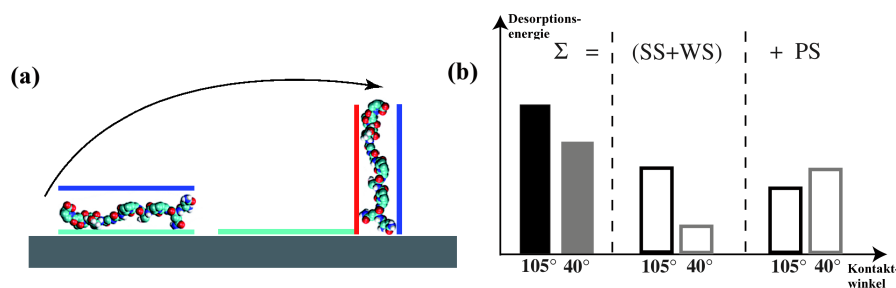 (a)
(b)
Desorptions-
energie
Σ = (SS+WS) + PS
105° 40° 105° 40° 105° 40°
Kontakt-
winkel